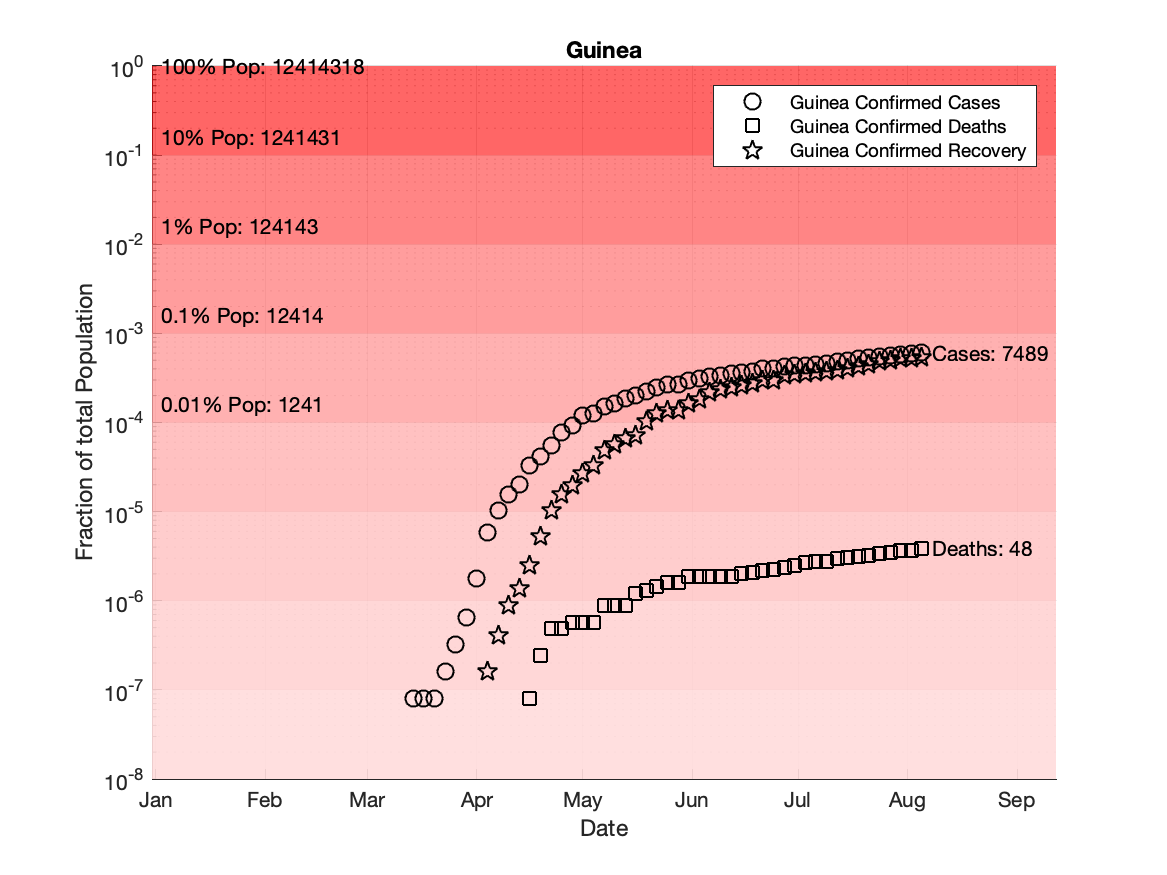 Guinea
10^0
100% Pop: 12414318
Guinea Confirmed Cases
Guinea Confirmed Deaths
Guinea Confirmed Recovery
10% Pop: 1241431
10^-1
1% Pop: 124143
10^-2
0.1% Pop: 12414
10^-3
Cases: 7489
0.01% Pop: 1241
10^-4
10^-5
Deaths: 48
10^-6
10^-7
10^-8
Fraction of total Population
Jan Feb Mar Apr May Jun Jul Aug Sep
Date